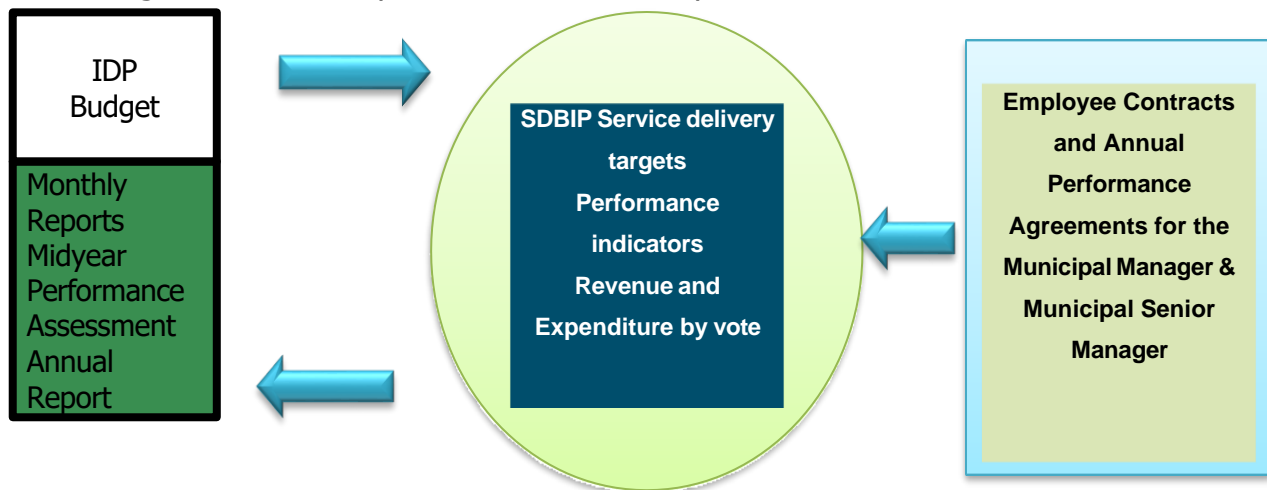 IDP
Budget
Monthly
Reports
Midyear
Performance
Assessment
Annual
Report
SDBIP Service delivery
targets
Performance
indicators
Revenue and
Expenditure by vote
Employee Contracts
and Annual
Performance
Agreements for the
Municipal Manager &
Municipal Senior
Manager